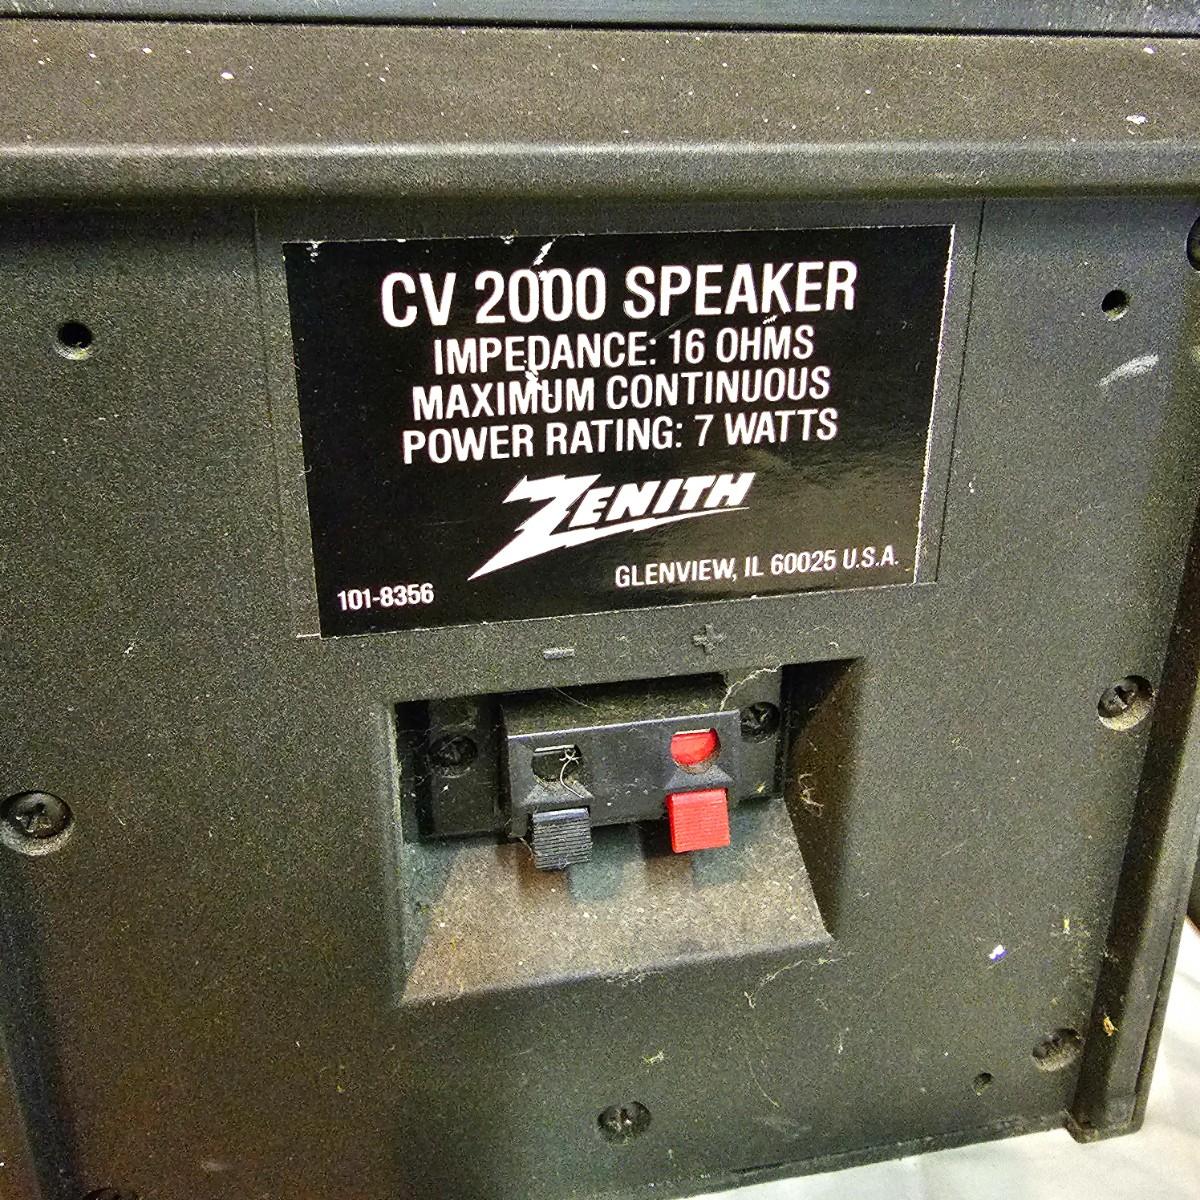 CV 2000 SPEAKER
IMPEDANCE: 16 OHMS
MAXIMUM CONTINUOUS
POWER RATING: 7 WATTS
ZENITH
GLENVIEW, IL 60025 U.S.A.
101-8356
- +